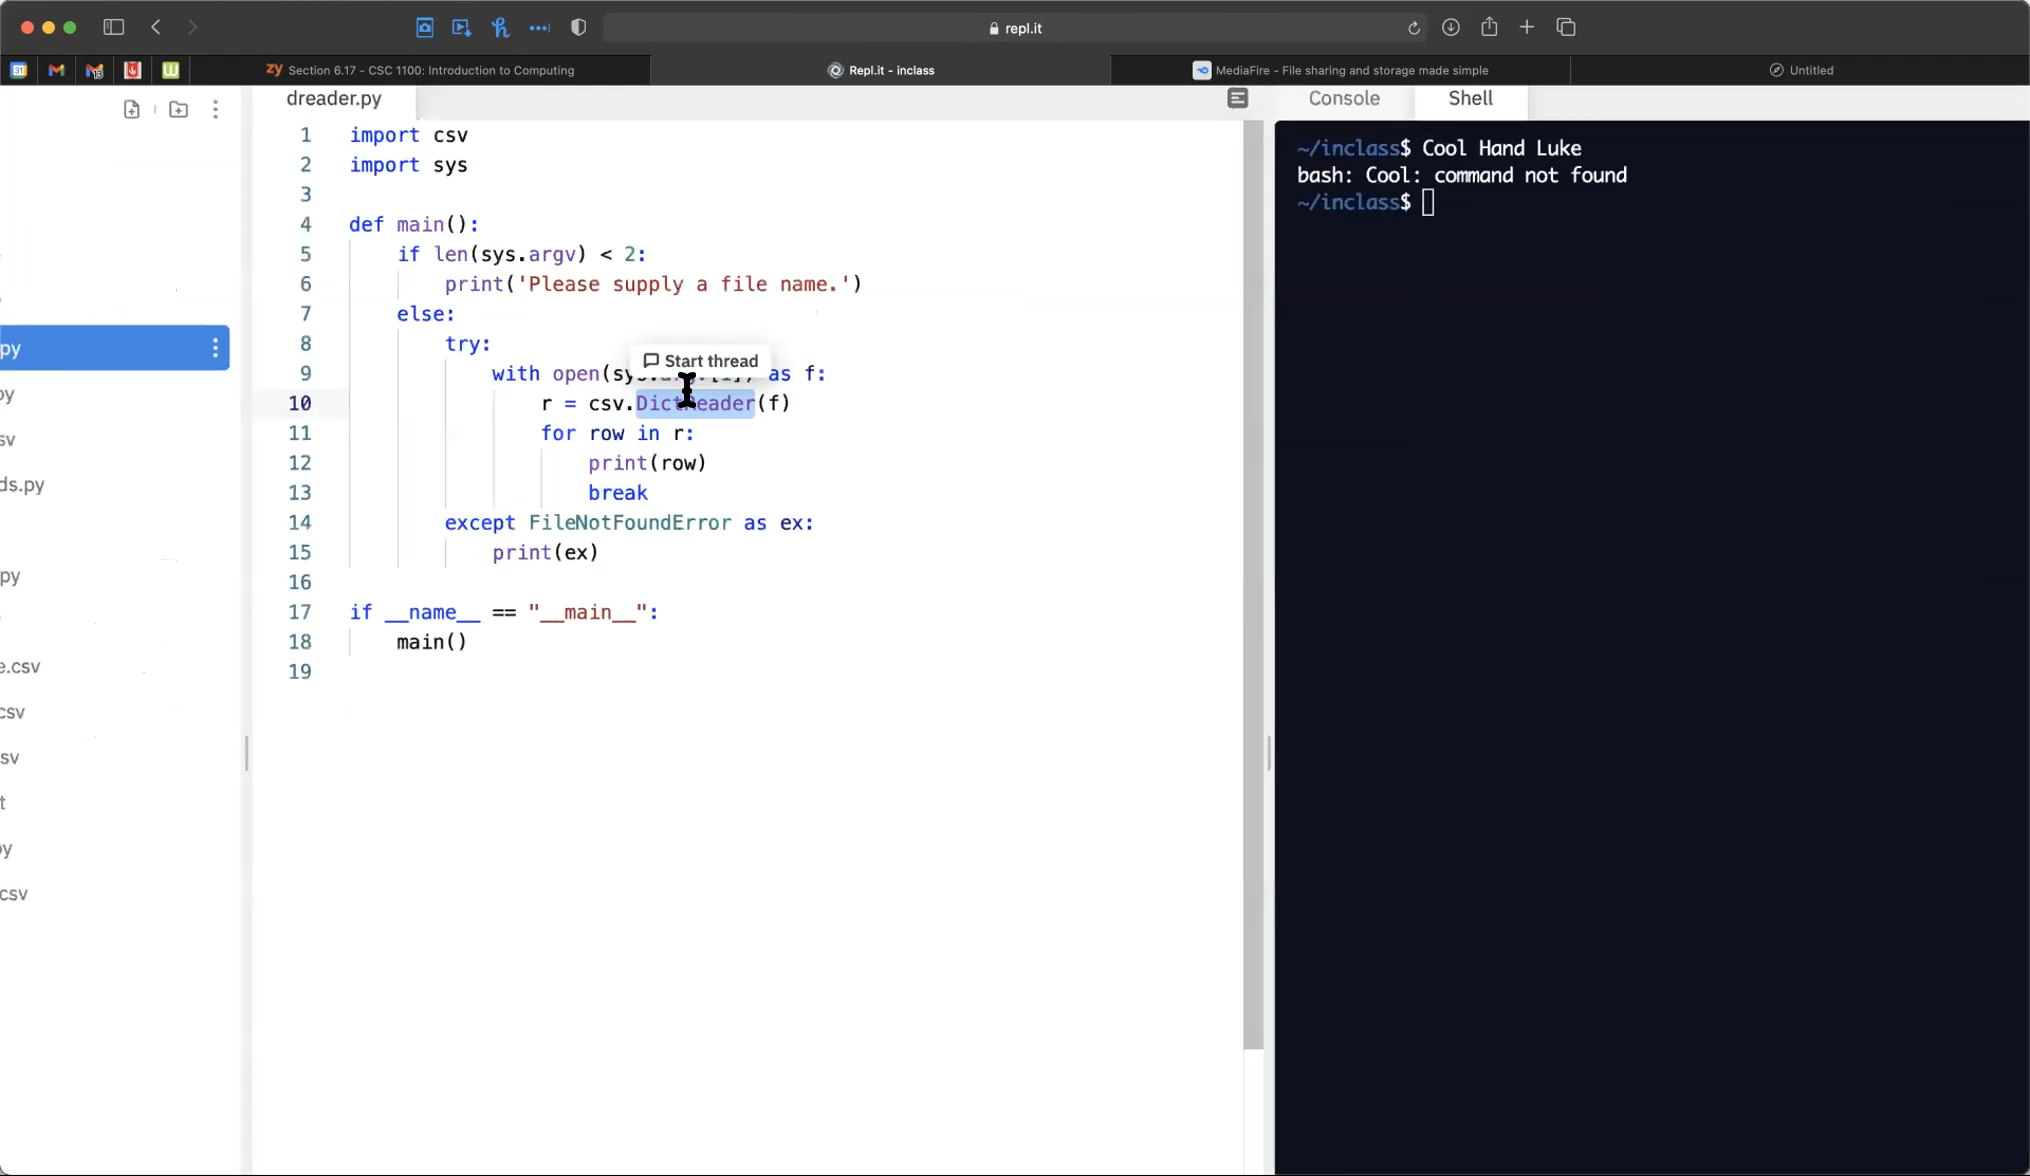 repl.it
31
zy Section 6.17 - CSC 1100: Introduction to Computing
Repl.it - inclass
MediaFire - File sharing and storage made simple
Untitled
dreader.py
Console
Shell
py
py
sv
ds.py
py
e.csv
csv
sv
t
py
csv
1 import csv
2 import sys
3
4 def main():
5 if len(sys.argv) < 2:
6 print('Please supply a file name.')
7 else:
8 try:
Start thread
9 with open(sys.argv[1]) as f:
10 r = csv.DictReader(f)
11 for row in r:
12 print(row)
13 break
14 except FileNotFoundError as ex:
15 print(ex)
16
17 if __name__ == "__main__":
18 main()
19
~/inclass$ Cool Hand Luke
bash: Cool: command not found
~/inclass$